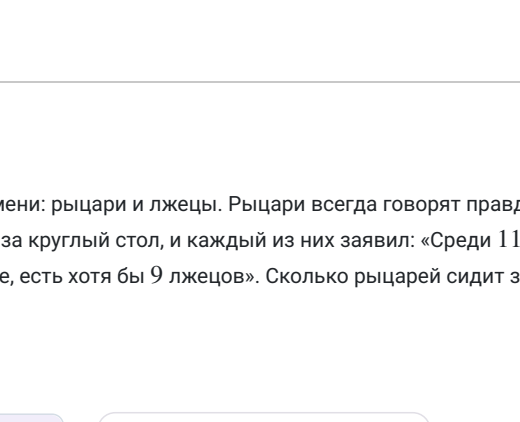 мени: рыцари и лжецы. Рыцари всегда говорят правд
за круглый стол, и каждый из них заявил: «Среди 11
е, есть хотя бы 9 лжецов». Сколько рыцарей сидит з